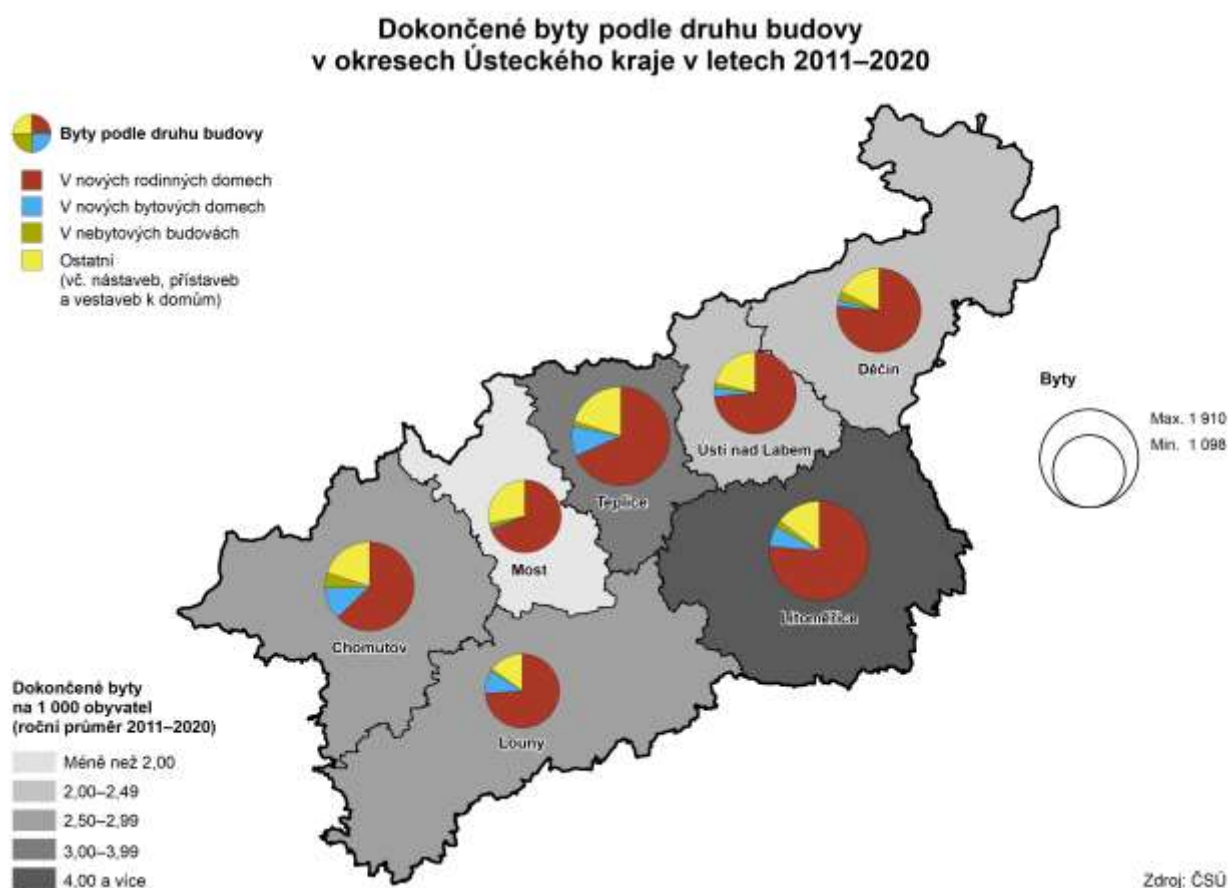 Dokončené byty podle druhu budovy
v okresech Ústeckého kraje v letech 2011–2020
Byty podle druhu budovy
V nových rodinných domech
V nových bytových domech
V nebytových budovách
Ostatní
(vč. nástaveb, přístaveb
a vestaveb k domům)
Děčín
Byty
Max. 1 910
Min. 1 098
Ústí nad Labem
Teplice
Most
Litoměřice
Chomutov
Louny
Dokončené byty
na 1 000 obyvatel
(roční průměr 2011–2020)
Méně než 2,00
2,00–2,49
2,50–2,99
3,00–3,99
4,00 a více
Zdroj: ČSÚ